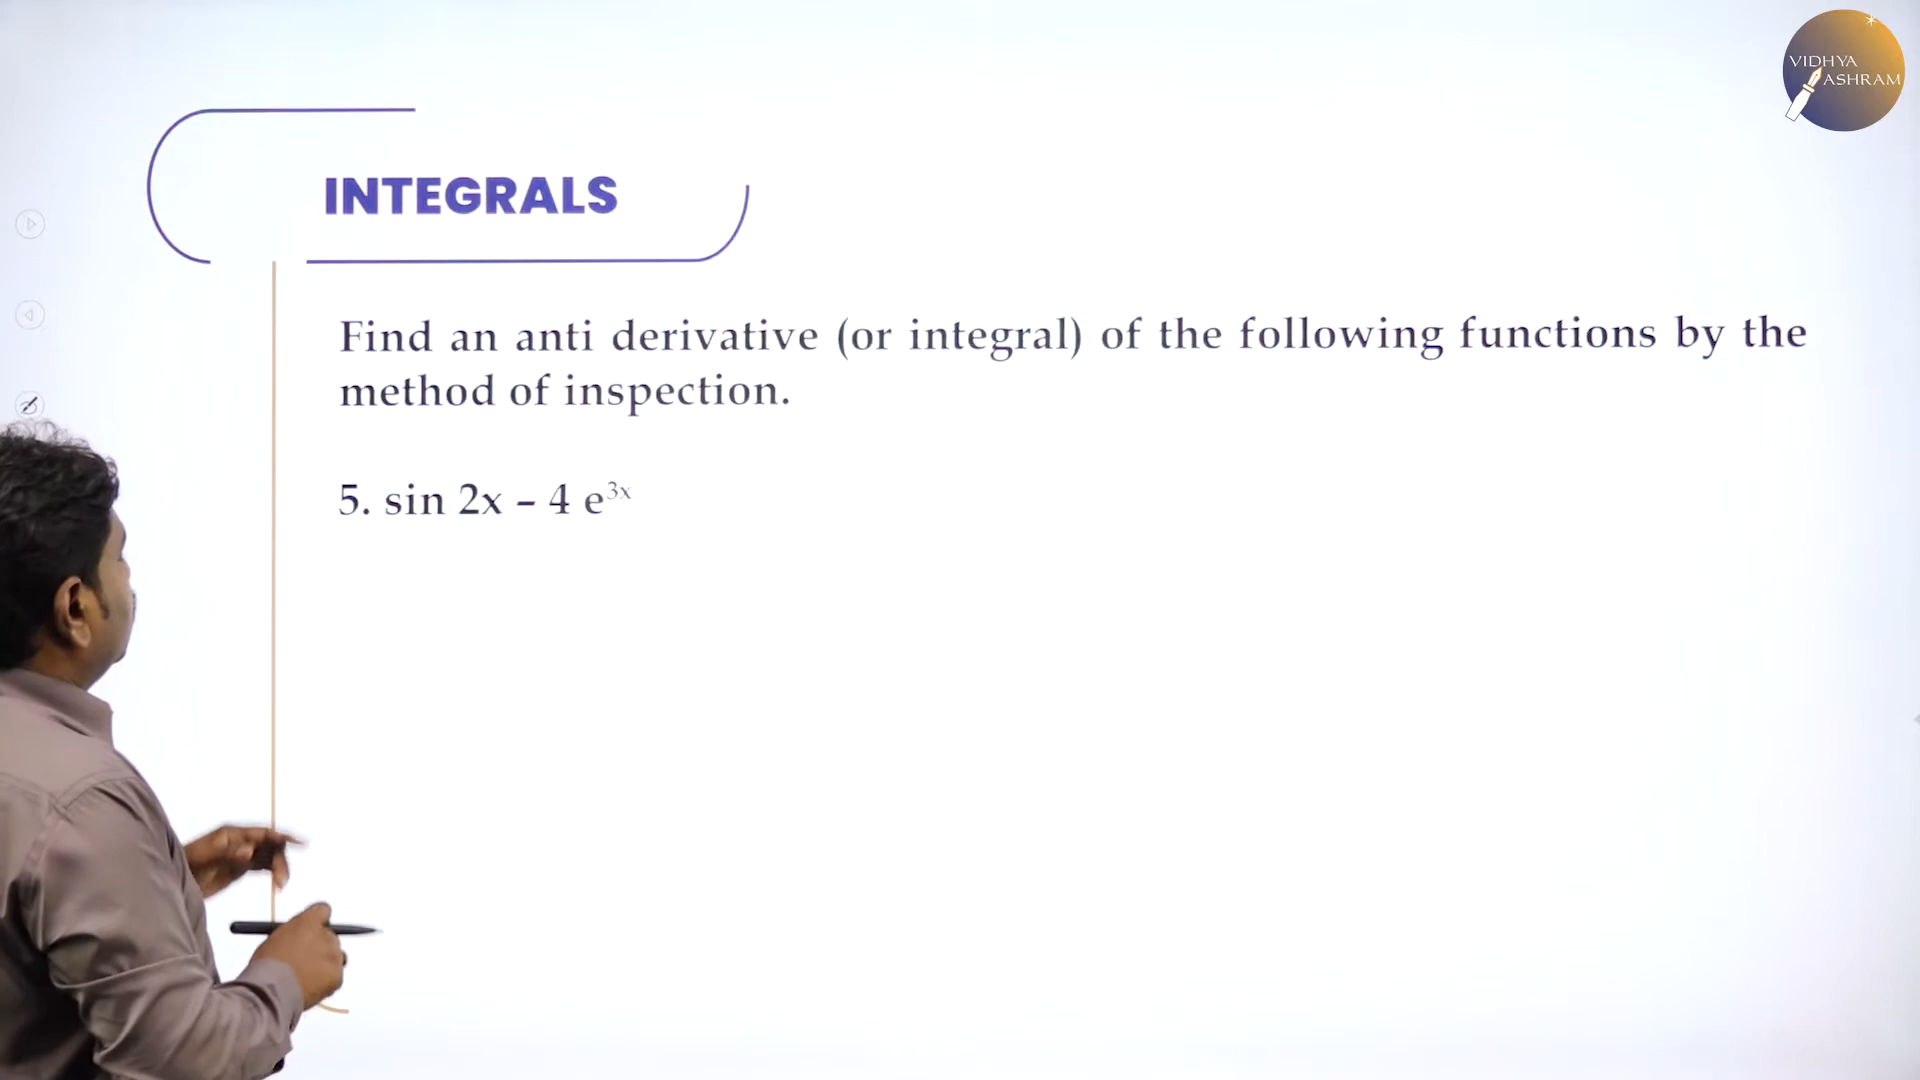 VIDHYA
ASHRAM
INTEGRALS
Find an anti derivative (or integral) of the following functions by the
method of inspection.
5. sin 2x – 4 e³ˣ